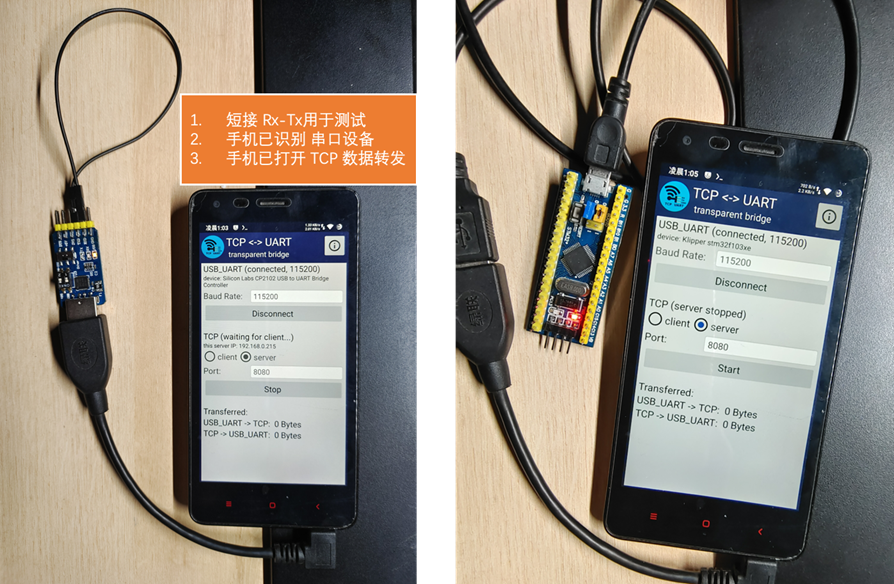 1. 短接 Rx-Tx用于测试
2. 手机已识别 串口设备
3. 手机已打开 TCP 数据转发
凌晨1:03
TCP <-> UART
transparent bridge
USB_UART (connected, 115200)
device: Silicon Labs CP2102 USB to UART Bridge
Controller
Baud Rate: 115200
Disconnect
TCP (waiting for client...)
this server IP: 192.168.0.215
client server
Port: 8080
Stop
Transferred:
USB_UART -> TCP: 0 Bytes
TCP -> USB_UART: 0 Bytes
凌晨1:05
TCP <-> UART
transparent bridge
USB_UART (connected, 115200)
device: Klipper stm32f103xe
Baud Rate: 115200
Disconnect
TCP (server stopped)
client server
Port: 8080
Start
Transferred:
USB_UART -> TCP: 0 Bytes
TCP -> USB_UART: 0 Bytes